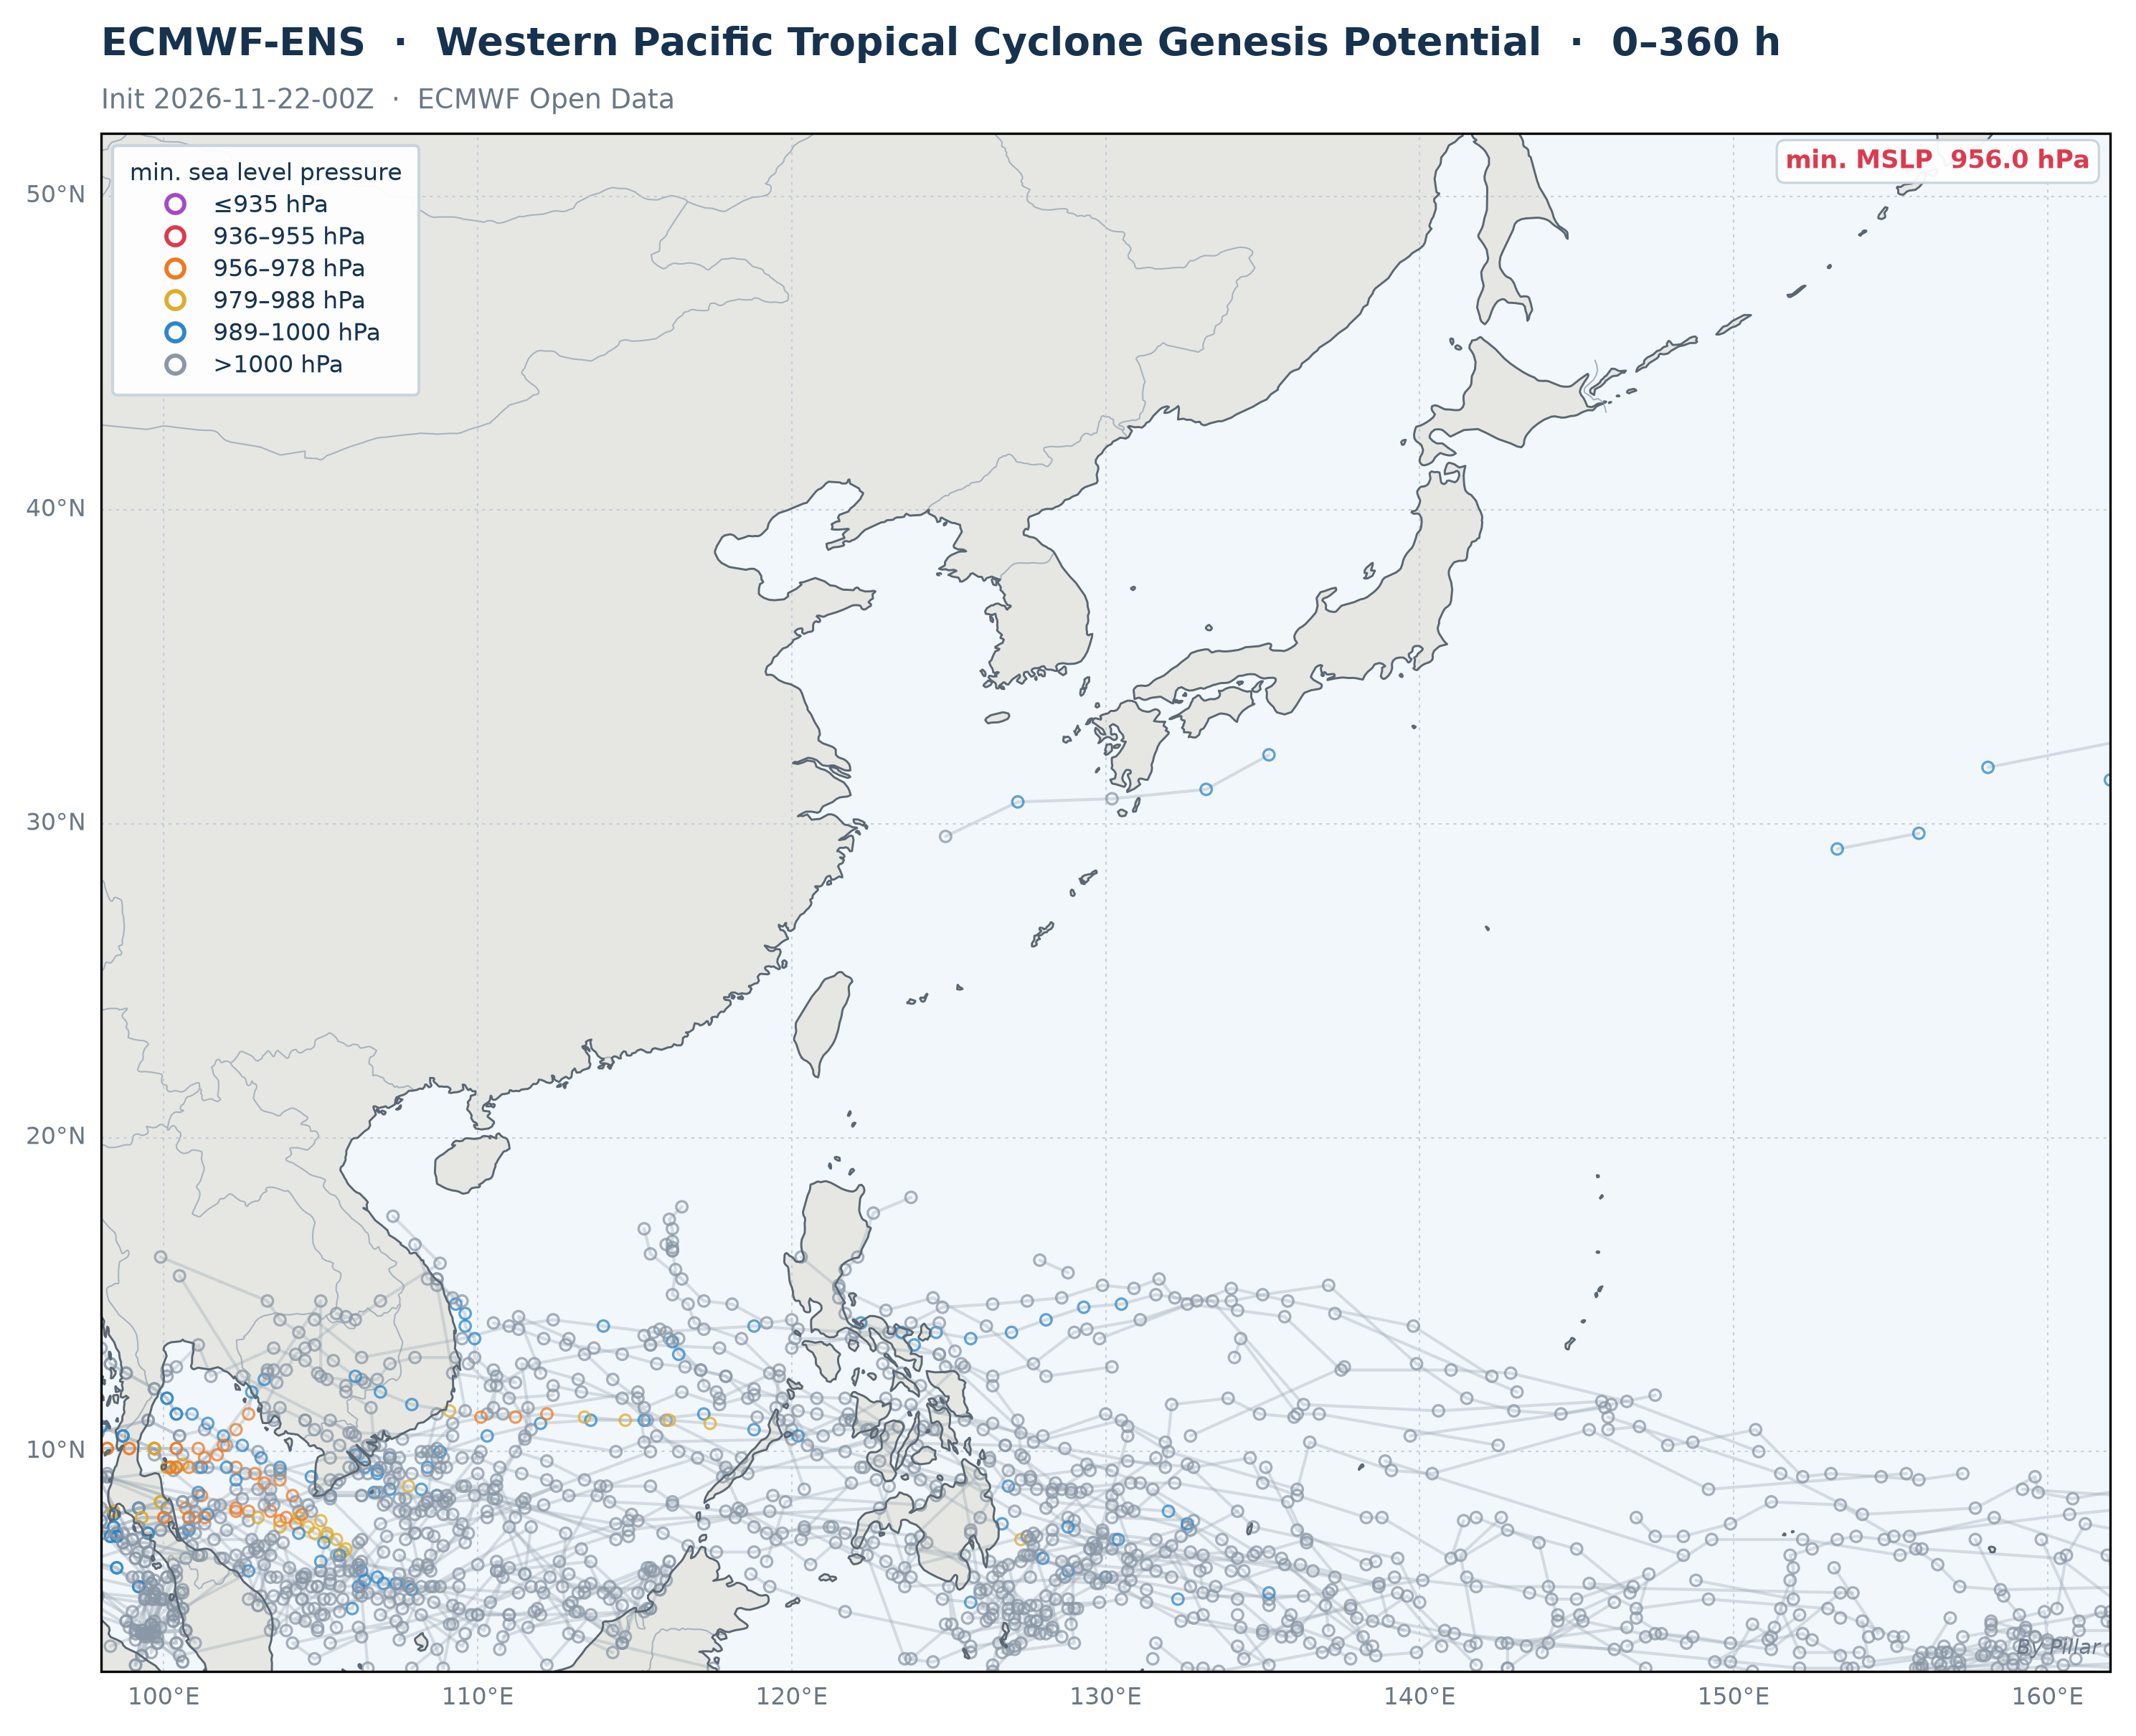 ECMWF-ENS · Western Pacific Tropical Cyclone Genesis Potential · 0–360 h
Init 2026-11-22-00Z · ECMWF Open Data
min. sea level pressure
≤935 hPa
936–955 hPa
956–978 hPa
979–988 hPa
989–1000 hPa
>1000 hPa
min. MSLP 956.0 hPa
50°N
40°N
30°N
20°N
10°N
By Pillar
100°E
110°E
120°E
130°E
140°E
150°E
160°E